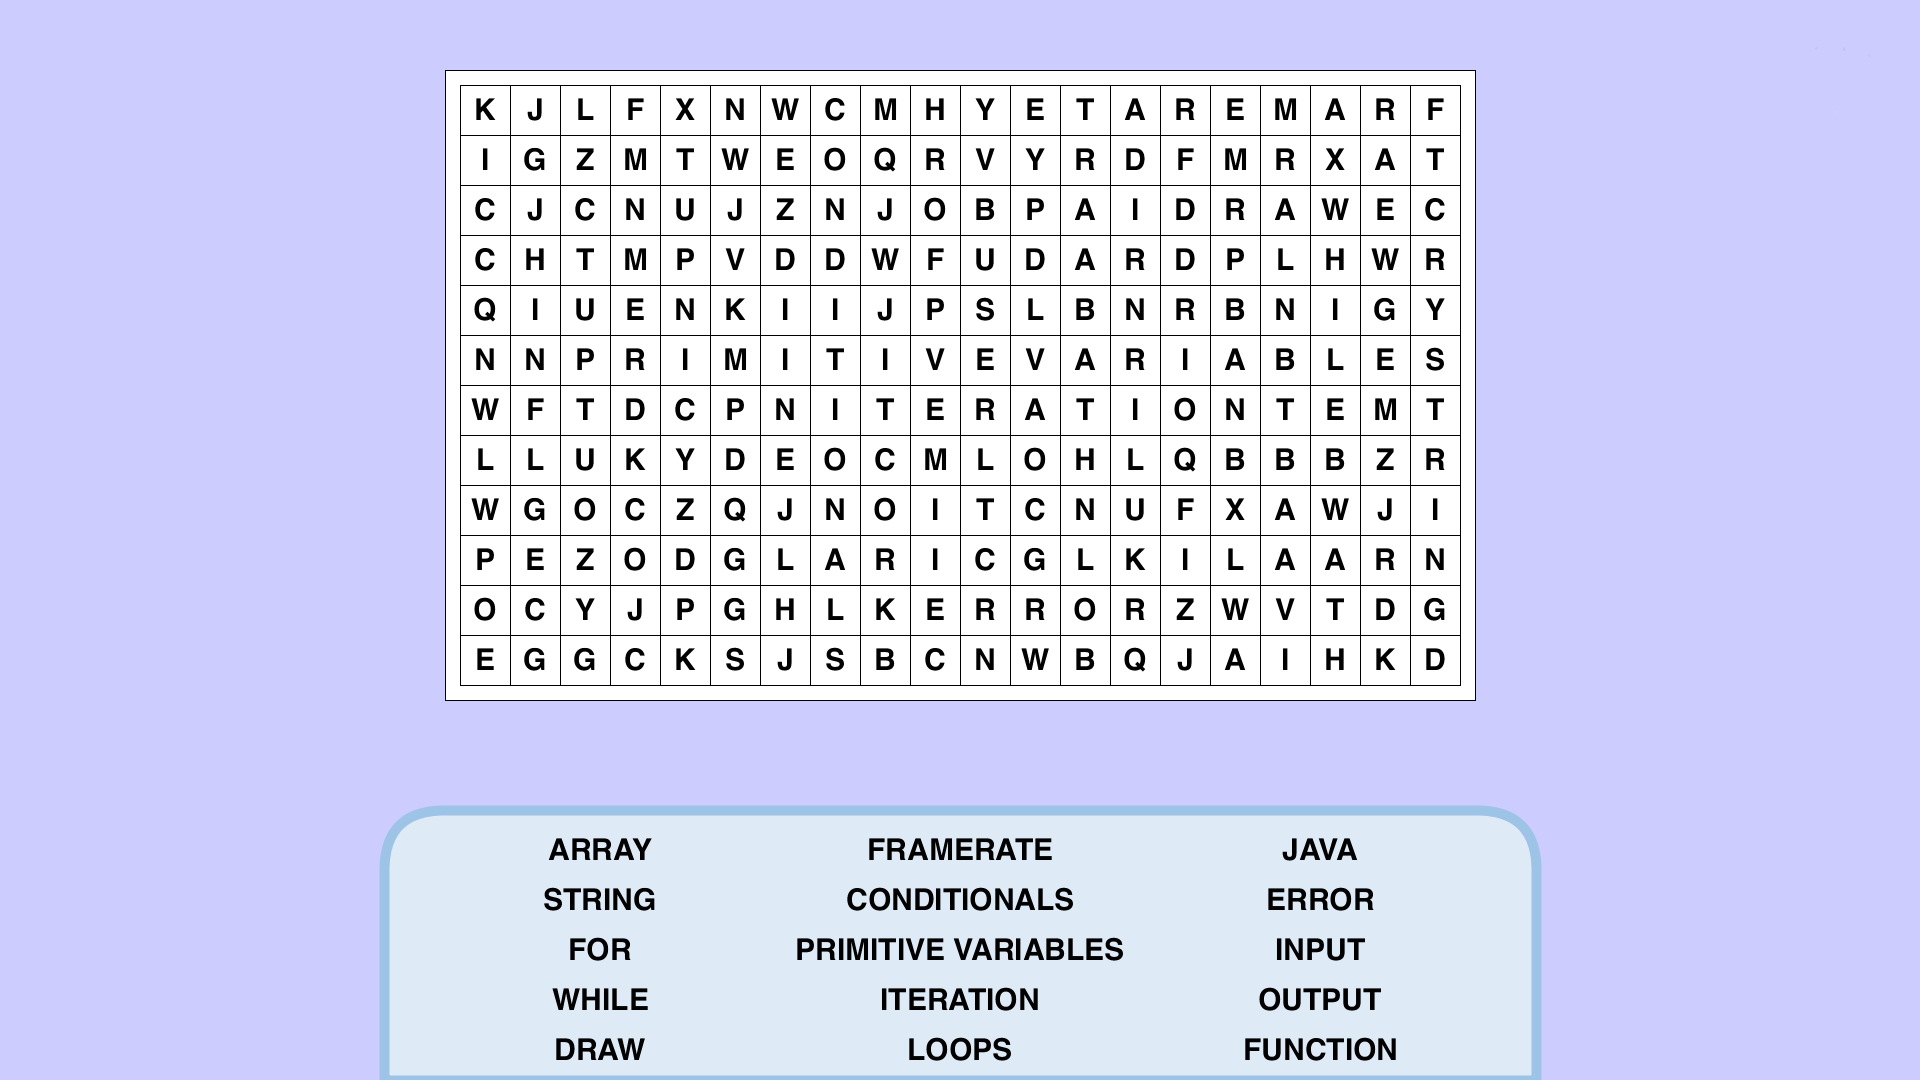 K J L F X N W C M H Y E T A R E M A R F
I G Z M T W E O Q R V Y R D F M R X A T
C J C N U J Z N J O B P A I D R A W E C
C H T M P V D D W F U D A R D P L H W R
Q I U E N K I I J P S L B N R B N I G Y
N N P R I M I T I V E V A R I A B L E S
W F T D C P N I T E R A T I O N T E M T
L L U K Y D E O C M L O H L Q B B B Z R
W G O C Z Q J N O I T C N U F X A W J I
P E Z O D G L A R I C G L K I L A A R N
O C Y J P G H L K E R R O R Z W V T D G
E G G C K S J S B C N W B Q J A I H K D
ARRAY FRAMERATE JAVA
STRING CONDITIONALS ERROR
FOR PRIMITIVE VARIABLES INPUT
WHILE ITERATION OUTPUT
DRAW LOOPS FUNCTION